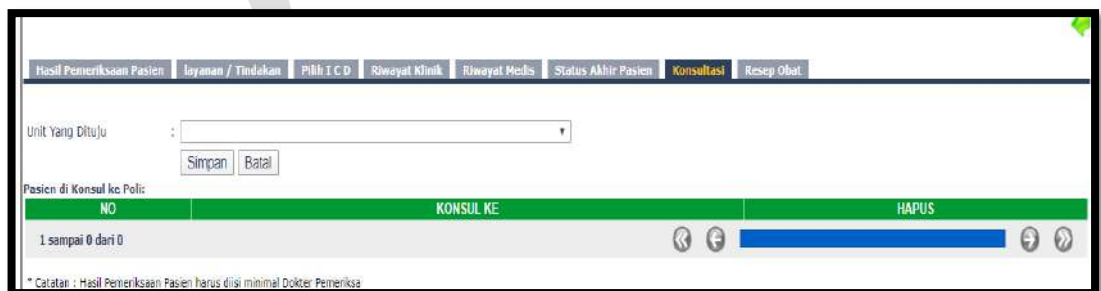 Hasil Pemeriksaan Pasien layanan / Tindakan Pilih I C D Riwayat Klinik Riwayat Medis Status Akhir Pasien Konsultasi Resep Obat
Unit Yang Dituju :
Simpan Batal
Pasien di Konsul ke Poli:
NO KONSUL KE HAPUS
1 sampai 0 dari 0
* Catatan : Hasil Pemeriksaan Pasien harus diisi minimal Dokter Pemeriksa